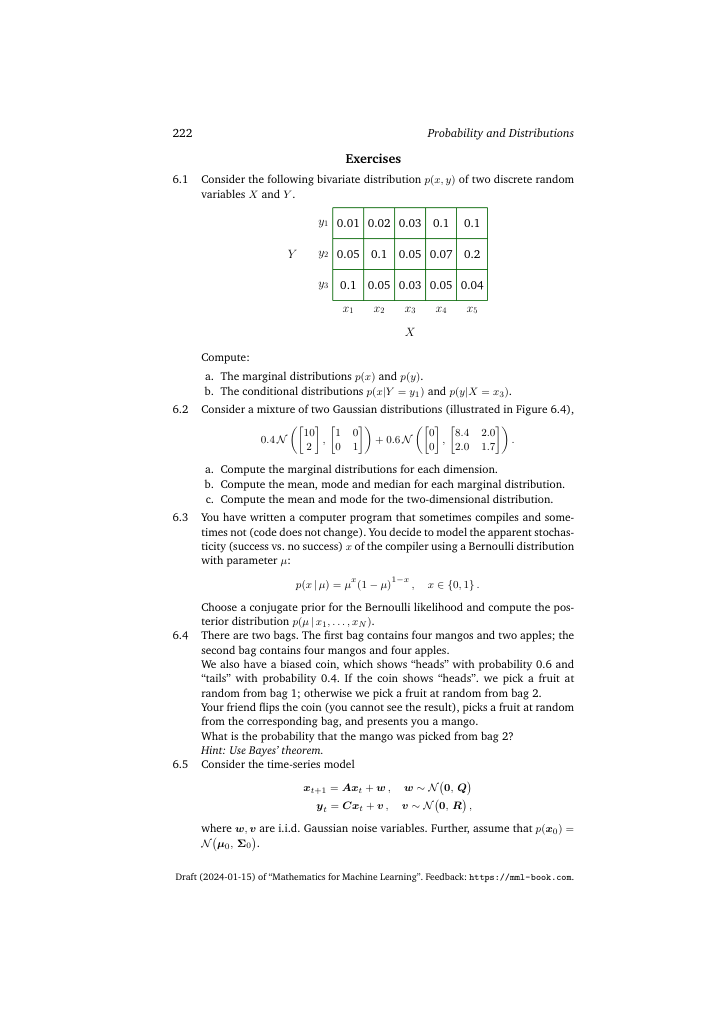 222 Probability and Distributions
Exercises
6.1 Consider the following bivariate distribution p(x, y) of two discrete random
variables X and Y.
y1 0.01 0.02 0.03 0.1 0.1
Y y2 0.05 0.1 0.05 0.07 0.2
y3 0.1 0.05 0.03 0.05 0.04
x1 x2 x3 x4 x5
X
Compute:
a. The marginal distributions p(x) and p(y).
b. The conditional distributions p(x|Y = y1) and p(y|X = x3).
6.2 Consider a mixture of two Gaussian distributions (illustrated in Figure 6.4),
0.4 N ( [10 2], [1 0 0 1] ) + 0.6 N ( [0 0], [8.4 2.0 2.0 1.7] ) .
a. Compute the marginal distributions for each dimension.
b. Compute the mean, mode and median for each marginal distribution.
c. Compute the mean and mode for the two-dimensional distribution.
6.3 You have written a computer program that sometimes compiles and some-
times not (code does not change). You decide to model the apparent stochas-
ticity (success vs. no success) x of the compiler using a Bernoulli distribution
with parameter μ:
p(x | μ) = μ^x (1 − μ)^{1−x} , x ∈ {0, 1} .
Choose a conjugate prior for the Bernoulli likelihood and compute the pos-
terior distribution p(μ | x1, . . . , xN).
6.4 There are two bags. The first bag contains four mangos and two apples; the
second bag contains four mangos and four apples.
We also have a biased coin, which shows “heads” with probability 0.6 and
“tails” with probability 0.4. If the coin shows “heads”. we pick a fruit at
random from bag 1; otherwise we pick a fruit at random from bag 2.
Your friend flips the coin (you cannot see the result), picks a fruit at random
from the corresponding bag, and presents you a mango.
What is the probability that the mango was picked from bag 2?
Hint: Use Bayes’ theorem.
6.5 Consider the time-series model
x_{t+1} = Ax_t + w , w ∼ N(0, Q)
y_t = Cx_t + v , v ∼ N(0, R) ,
where w, v are i.i.d. Gaussian noise variables. Further, assume that p(x0) =
N(μ0, Σ0).
Draft (2024-01-15) of “Mathematics for Machine Learning”. Feedback: https://mml-book.com.